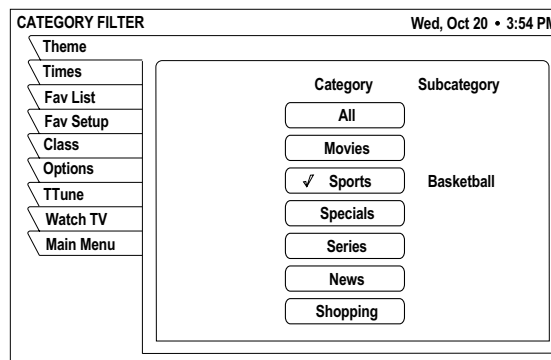 CATEGORY FILTER
Wed, Oct 20 • 3:54 PM
Theme
Times
Fav List
Fav Setup
Class
Options
TTune
Watch TV
Main Menu
Category Subcategory
All
Movies
✓ Sports Basketball
Specials
Series
News
Shopping